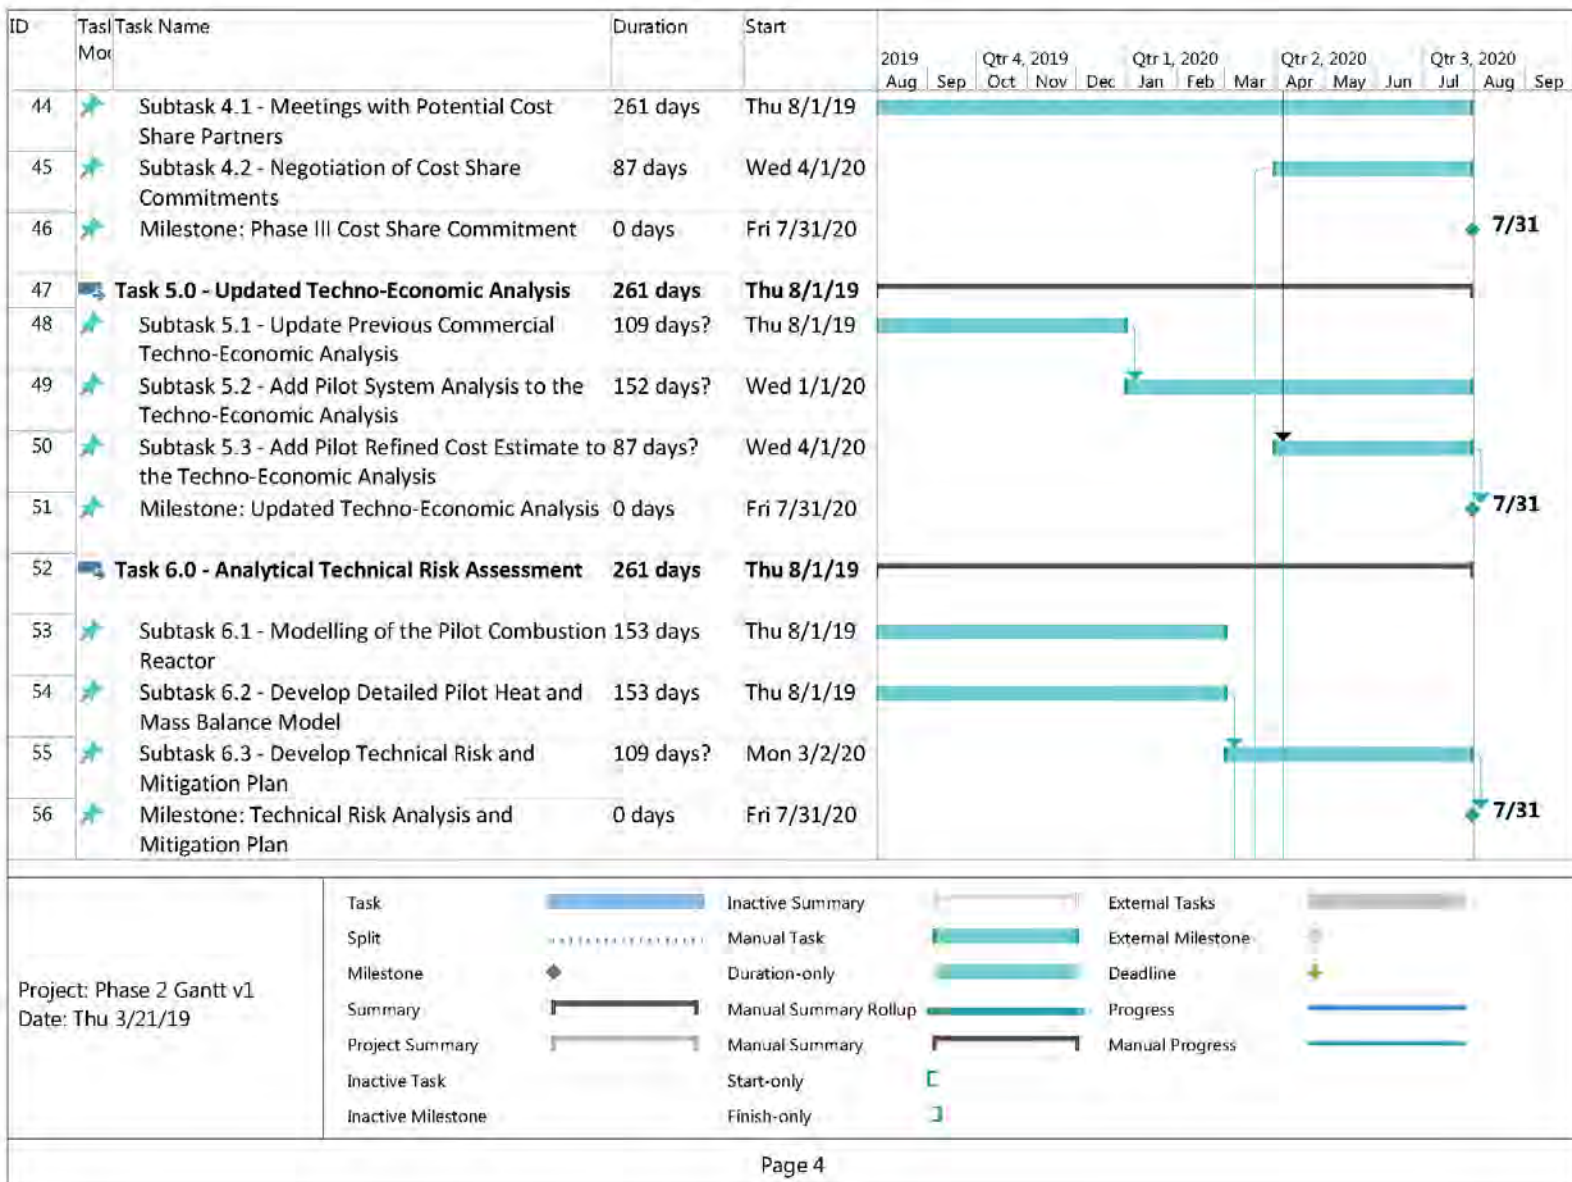 ID Task Name Duration Start
2019 Qtr 4, 2019 Qtr 1, 2020 Qtr 2, 2020 Qtr 3, 2020
Aug Sep Oct Nov Dec Jan Feb Mar Apr May Jun Jul Aug Sep
44 Subtask 4.1 - Meetings with Potential Cost 261 days Thu 8/1/19
Share Partners
45 Subtask 4.2 - Negotiation of Cost Share 87 days Wed 4/1/20
Commitments
46 Milestone: Phase III Cost Share Commitment 0 days Fri 7/31/20 7/31
47 Task 5.0 - Updated Techno-Economic Analysis 261 days Thu 8/1/19
48 Subtask 5.1 - Update Previous Commercial 109 days? Thu 8/1/19
Techno-Economic Analysis
49 Subtask 5.2 - Add Pilot System Analysis to the 152 days? Wed 1/1/20
Techno-Economic Analysis
50 Subtask 5.3 - Add Pilot Refined Cost Estimate to 87 days? Wed 4/1/20
the Techno-Economic Analysis
51 Milestone: Updated Techno-Economic Analysis 0 days Fri 7/31/20 7/31
52 Task 6.0 - Analytical Technical Risk Assessment 261 days Thu 8/1/19
53 Subtask 6.1 - Modelling of the Pilot Combustion 153 days Thu 8/1/19
Reactor
54 Subtask 6.2 - Develop Detailed Pilot Heat and 153 days Thu 8/1/19
Mass Balance Model
55 Subtask 6.3 - Develop Technical Risk and 109 days? Mon 3/2/20
Mitigation Plan
56 Milestone: Technical Risk Analysis and 0 days Fri 7/31/20 7/31
Mitigation Plan
Project: Phase 2 Gantt v1
Date: Thu 3/21/19
Task Inactive Summary External Tasks
Split Manual Task External Milestone
Milestone Duration-only Deadline
Summary Manual Summary Rollup Progress
Project Summary Manual Summary Manual Progress
Inactive Task Start-only
Inactive Milestone Finish-only
Page 4